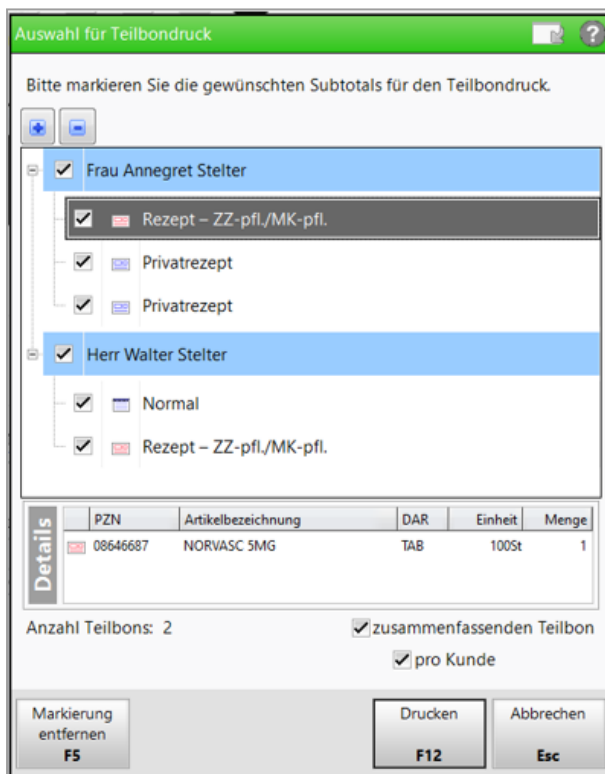 Auswahl für Teilbondruck
Bitte markieren Sie die gewünschten Subtotals für den Teilbondruck.
Frau Annegret Stelter
Rezept – ZZ-pfl./MK-pfl.
Privatrezept
Privatrezept
Herr Walter Stelter
Normal
Rezept – ZZ-pfl./MK-pfl.
Details
PZN Artikelbezeichnung DAR Einheit Menge
08646687 NORVASC 5MG TAB 100St 1
Anzahl Teilbons: 2 zusammenfassenden Teilbon
pro Kunde
Markierung Drucken Abbrechen
entfernen
F5 F12 Esc